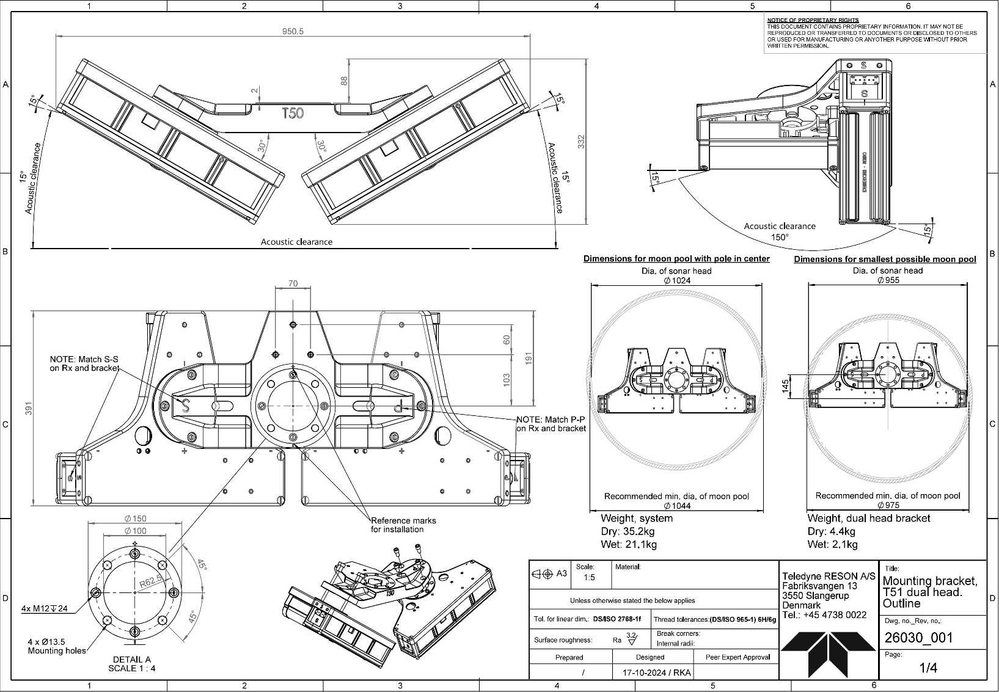 1
2
3
4
5
6
NOTICE OF PROPRIETARY RIGHTS
THIS DOCUMENT CONTAINS PROPRIETARY INFORMATION. IT MAY NOT BE
REPRODUCED OR TRANSFERRED TO DOCUMENTS OR DISCLOSED TO OTHERS
OR USED FOR MANUFACTURING OR ANYOTHER PURPOSE WITHOUT PRIOR
WRITTEN PERMISSION.
A
A
950.5
88
2
T50
15°
15°
30°
30°
332
15°
Acoustic clearance
Acoustic clearance
15°
Acoustic clearance
S
S
15°
15°
Acoustic clearance
150°
B
B
Dimensions for moon pool with pole in center
Dia. of sonar head
Ø1024
Recommended min. dia. of moon pool
Ø1044
Dimensions for smallest possible moon pool
Dia. of sonar head
Ø955
145
Recommended min. dia. of moon pool
Ø975
70
60
191
103
391
NOTE: Match S-S
on Rx and bracket
S
P
NOTE: Match P-P
on Rx and bracket
C
C
Reference marks
for installation
Weight, system
Dry: 35.2kg
Wet: 21.1kg
Weight, dual head bracket
Dry: 4.4kg
Wet: 2.1kg
Ø150
Ø100
R62.5
45°
45°
4x M12↧24
4 x Ø13.5
Mounting holes
DETAIL A
SCALE 1 : 4
T50
S
D
D
A3
Scale:
1:5
Material:
Unless otherwise stated the below applies
Tol. for linear dim.: DS/ISO 2768-1f
Thread tolerances:(DS/ISO 965-1) 6H/6g
Surface roughness:
Ra 3.2
Break corners:
Internal radii:
Prepared
Designed
Peer Expert Approval
/
17-10-2024 / RKA
Teledyne RESON A/S
Fabriksvangen 13
3550 Slangerup
Denmark
Tel.: +45 4738 0022
Title:
Mounting bracket,
T51 dual head.
Outline
Dwg. no._Rev. no.:
26030_001
Page:
1/4
1
2
3
4
5
6